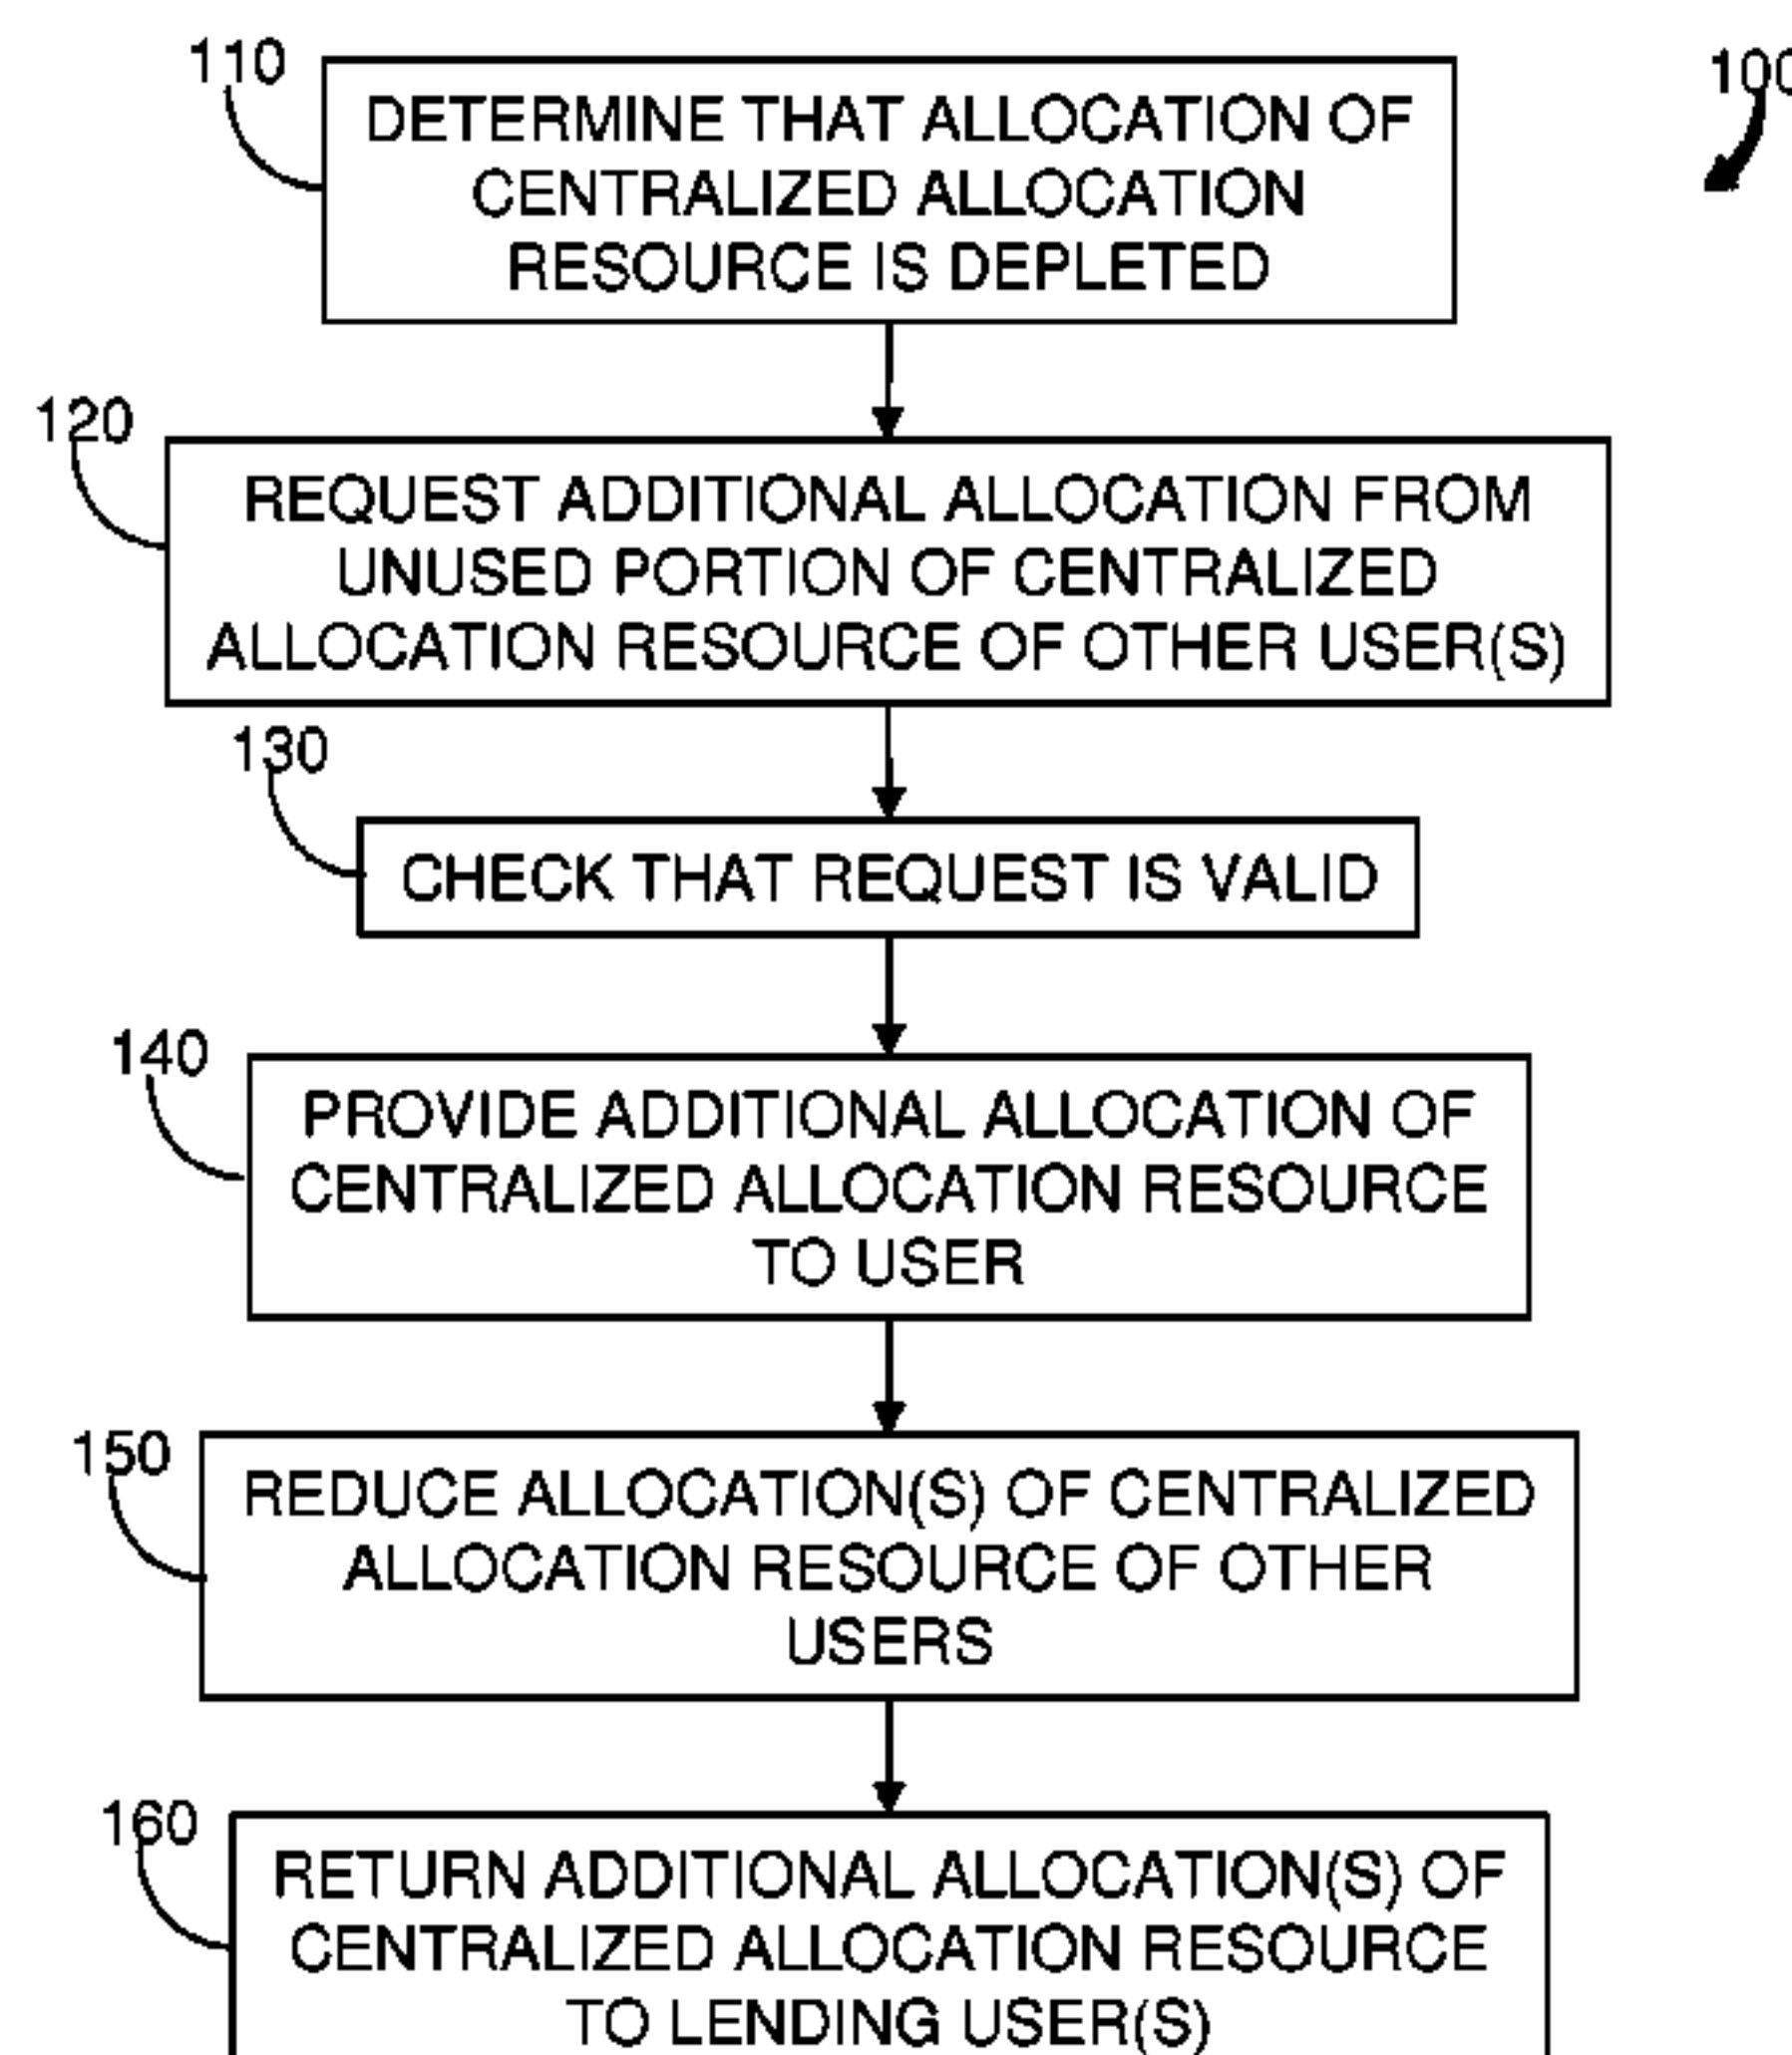 110
100
DETERMINE THAT ALLOCATION OF
CENTRALIZED ALLOCATION
RESOURCE IS DEPLETED
120
REQUEST ADDITIONAL ALLOCATION FROM
UNUSED PORTION OF CENTRALIZED
ALLOCATION RESOURCE OF OTHER USER(S)
130
CHECK THAT REQUEST IS VALID
140
PROVIDE ADDITIONAL ALLOCATION OF
CENTRALIZED ALLOCATION RESOURCE
TO USER
150
REDUCE ALLOCATION(S) OF CENTRALIZED
ALLOCATION RESOURCE OF OTHER
USERS
160
RETURN ADDITIONAL ALLOCATION(S) OF
CENTRALIZED ALLOCATION RESOURCE
TO LENDING USER(S)